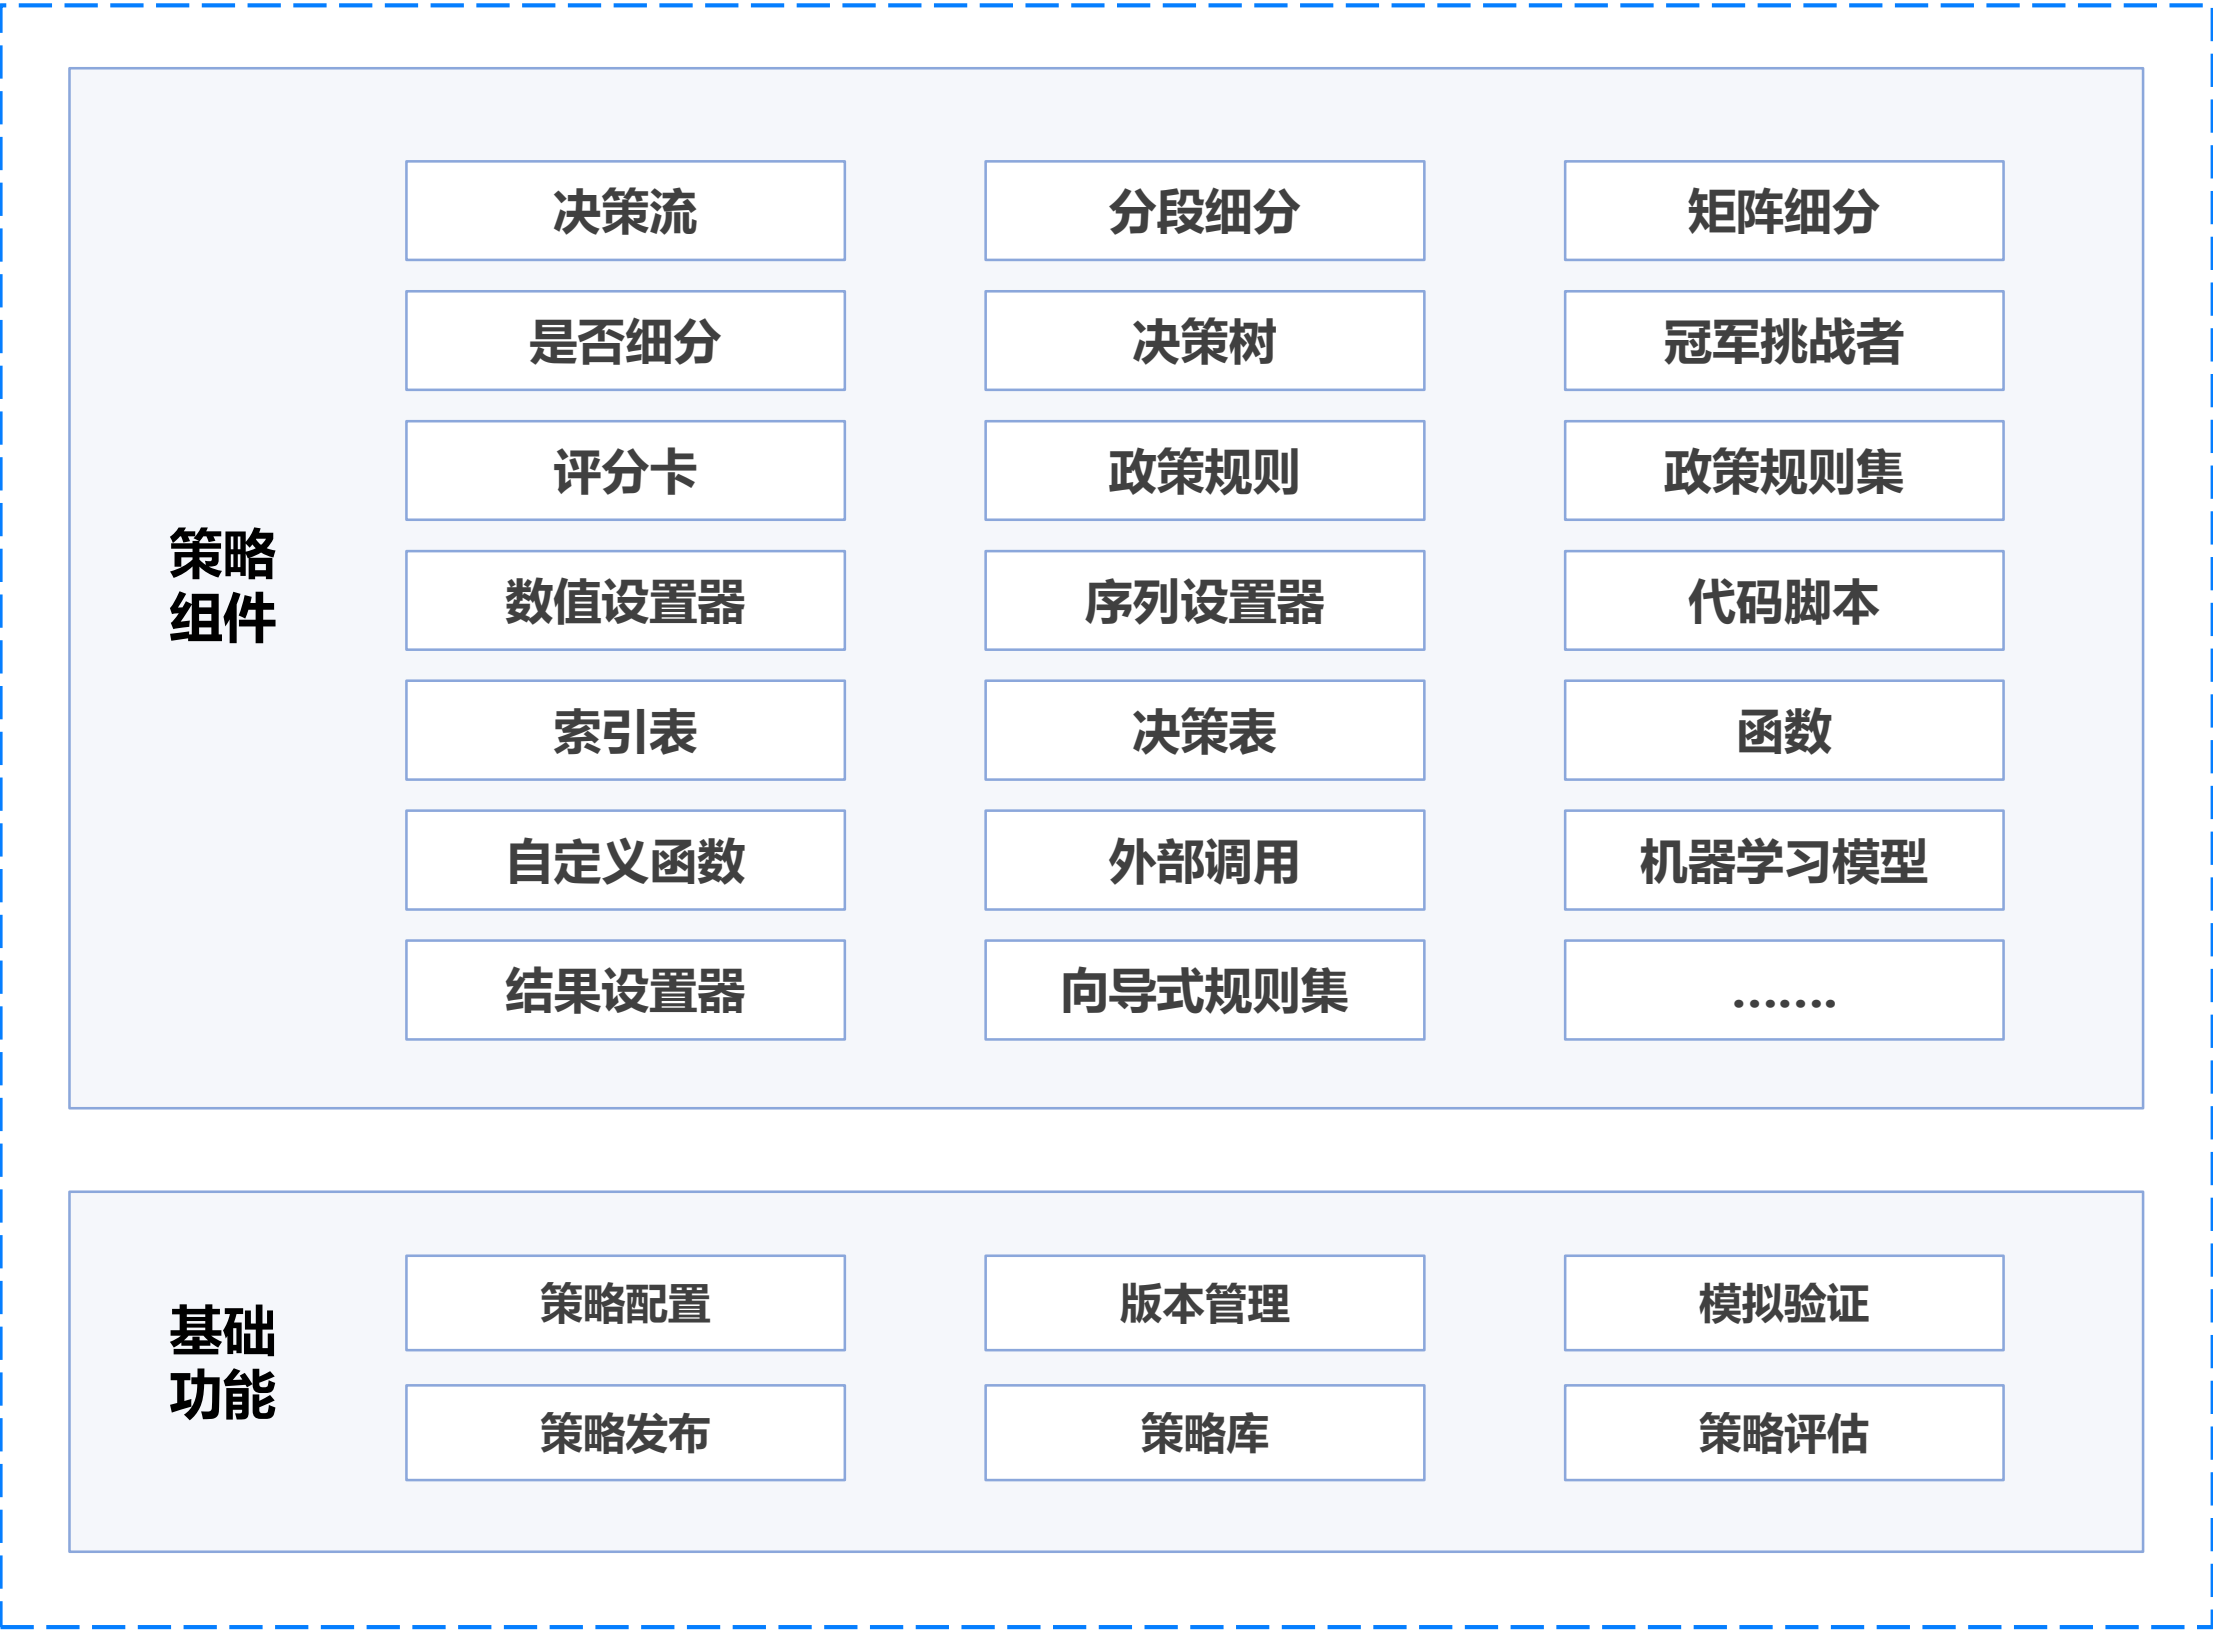 策略
组件
决策流
分段细分
矩阵细分
是否细分
决策树
冠军挑战者
评分卡
政策规则
政策规则集
数值设置器
序列设置器
代码脚本
索引表
决策表
函数
自定义函数
外部调用
机器学习模型
结果设置器
向导式规则集
.......
基础
功能
策略配置
版本管理
模拟验证
策略发布
策略库
策略评估